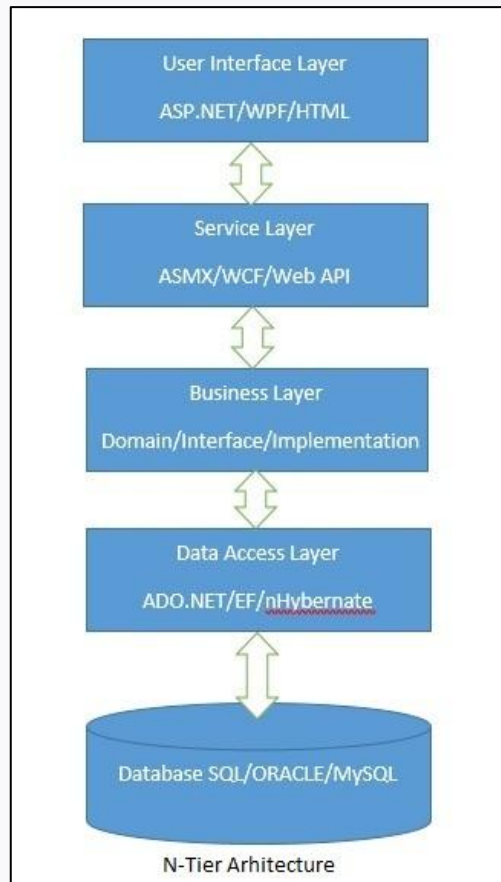 User Interface Layer
ASP.NET/WPF/HTML
Service Layer
ASMX/WCF/Web API
Business Layer
Domain/Interface/Implementation
Data Access Layer
ADO.NET/EF/nHybernate
Database SQL/ORACLE/MySQL
N-Tier Arhitecture